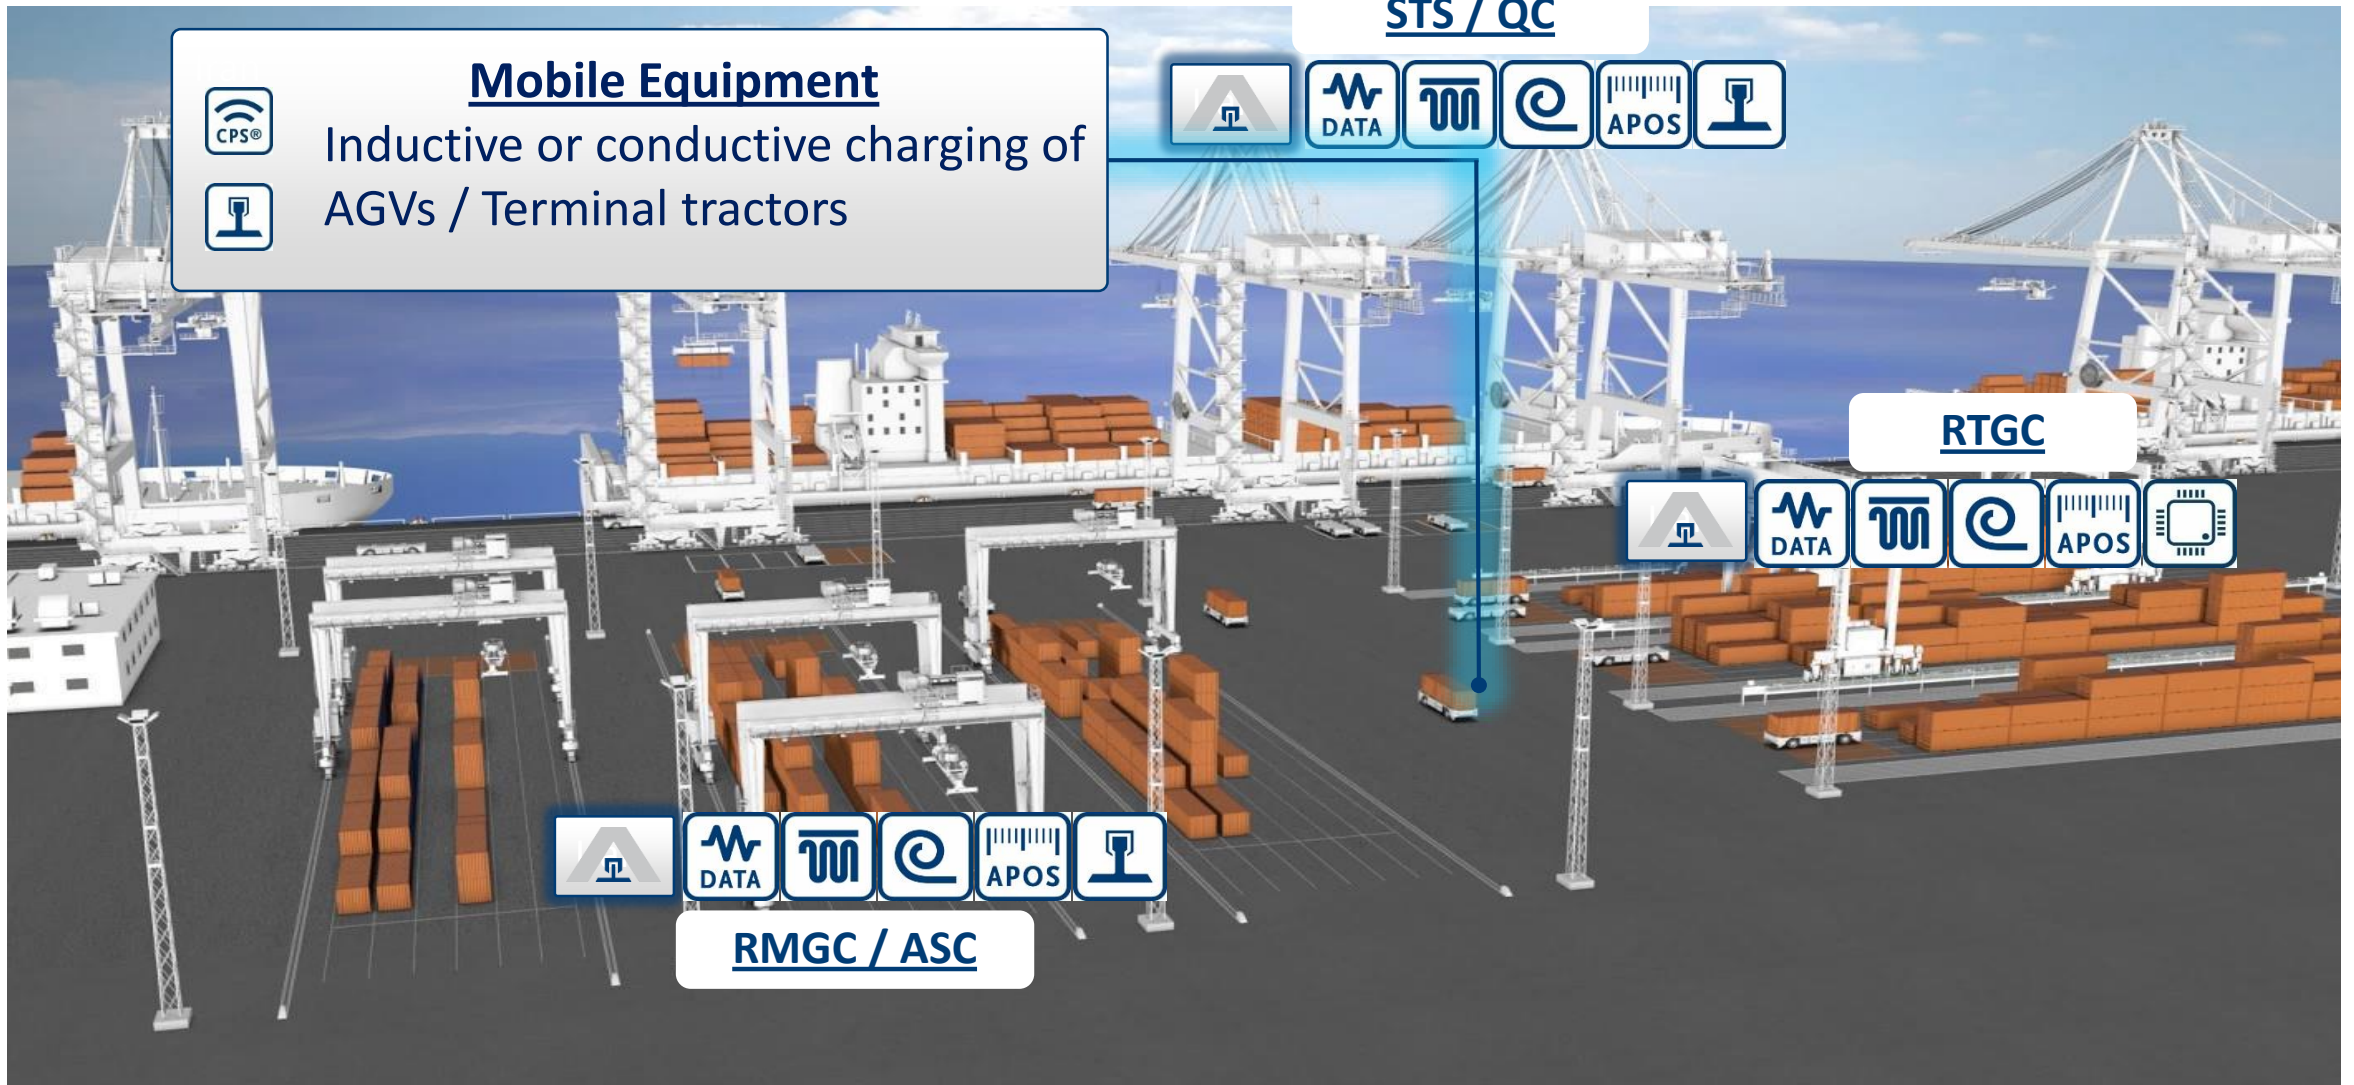 STS / QC
Mobile Equipment
CPS®
Inductive or conductive charging of
AGVs / Terminal tractors
DATA
APOS
RTGC
DATA
APOS
DATA
APOS
RMGC / ASC